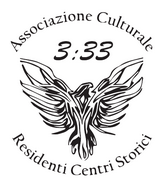 Associazione Culturale
3:33
Residenti Centri Storici